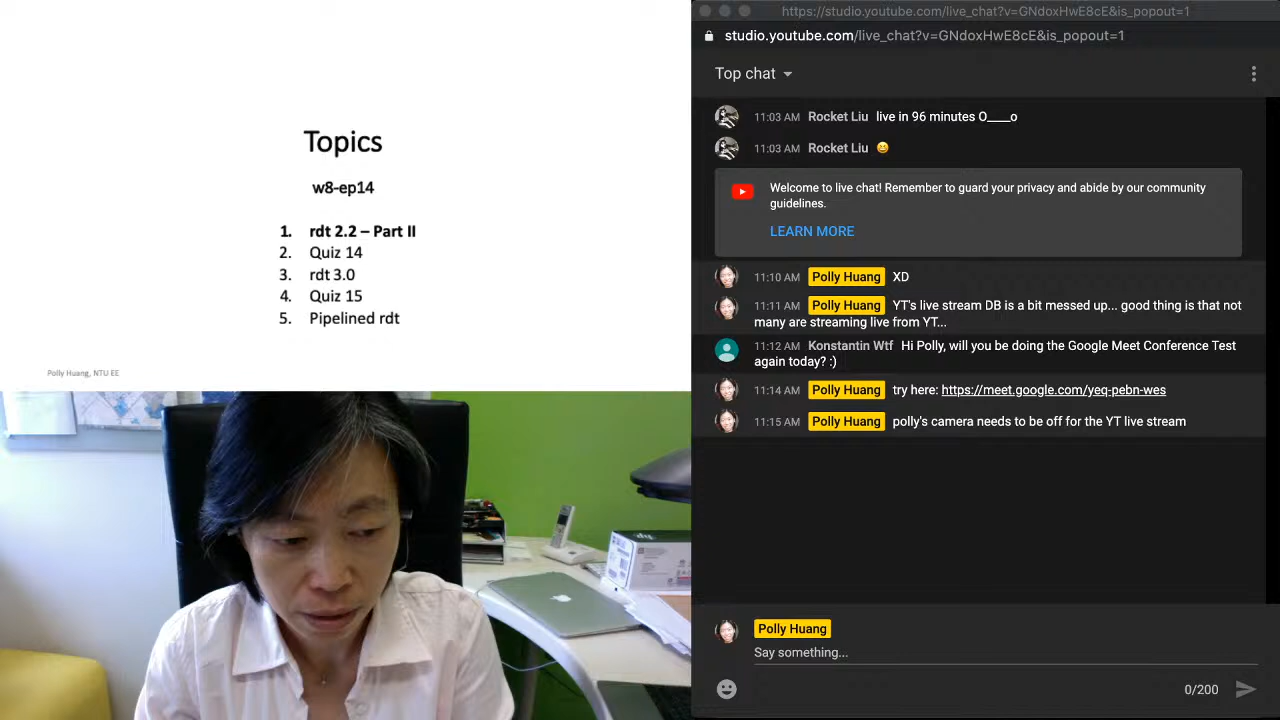 Topics
w8-ep14
1. rdt 2.2 – Part II
2. Quiz 14
3. rdt 3.0
4. Quiz 15
5. Pipelined rdt
Polly Huang, NTU EE
https://studio.youtube.com/live_chat?v=GNdoxHwE8cE&is_popout=1
studio.youtube.com/live_chat?v=GNdoxHwE8cE&is_popout=1
Top chat
11:03 AM Rocket Liu live in 96 minutes O____o
11:03 AM Rocket Liu 😆
Welcome to live chat! Remember to guard your privacy and abide by our community
guidelines.
LEARN MORE
11:10 AM Polly Huang XD
11:11 AM Polly Huang YT's live stream DB is a bit messed up... good thing is that not
many are streaming live from YT...
11:12 AM Konstantin Wtf Hi Polly, will you be doing the Google Meet Conference Test
again today? :)
11:14 AM Polly Huang try here: https://meet.google.com/yeq-pebn-wes
11:15 AM Polly Huang polly's camera needs to be off for the YT live stream
Polly Huang
Say something...
0/200